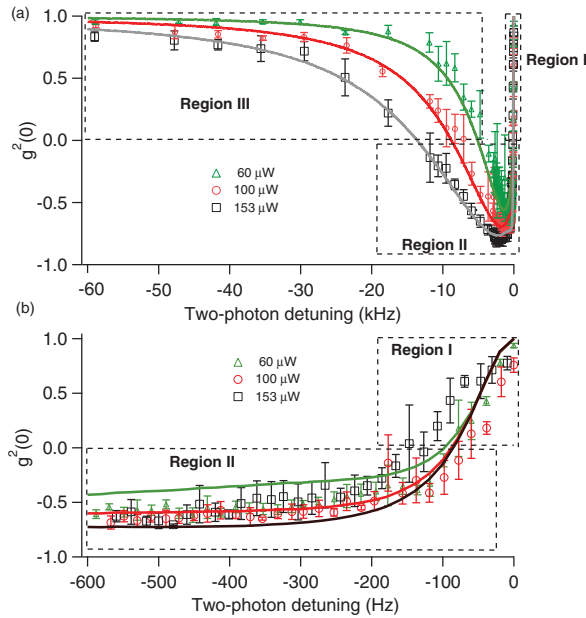 (a)
1.0
0.5
0.0
-0.5
-1.0
g²(0)
Region III
Region I
Region II
60 µW
100 µW
153 µW
-60 -50 -40 -30 -20 -10 0
Two-photon detuning (kHz)
(b)
1.0
0.5
0.0
-0.5
-1.0
g²(0)
60 µW
100 µW
153 µW
Region I
Region II
-600 -500 -400 -300 -200 -100 0
Two-photon detuning (Hz)